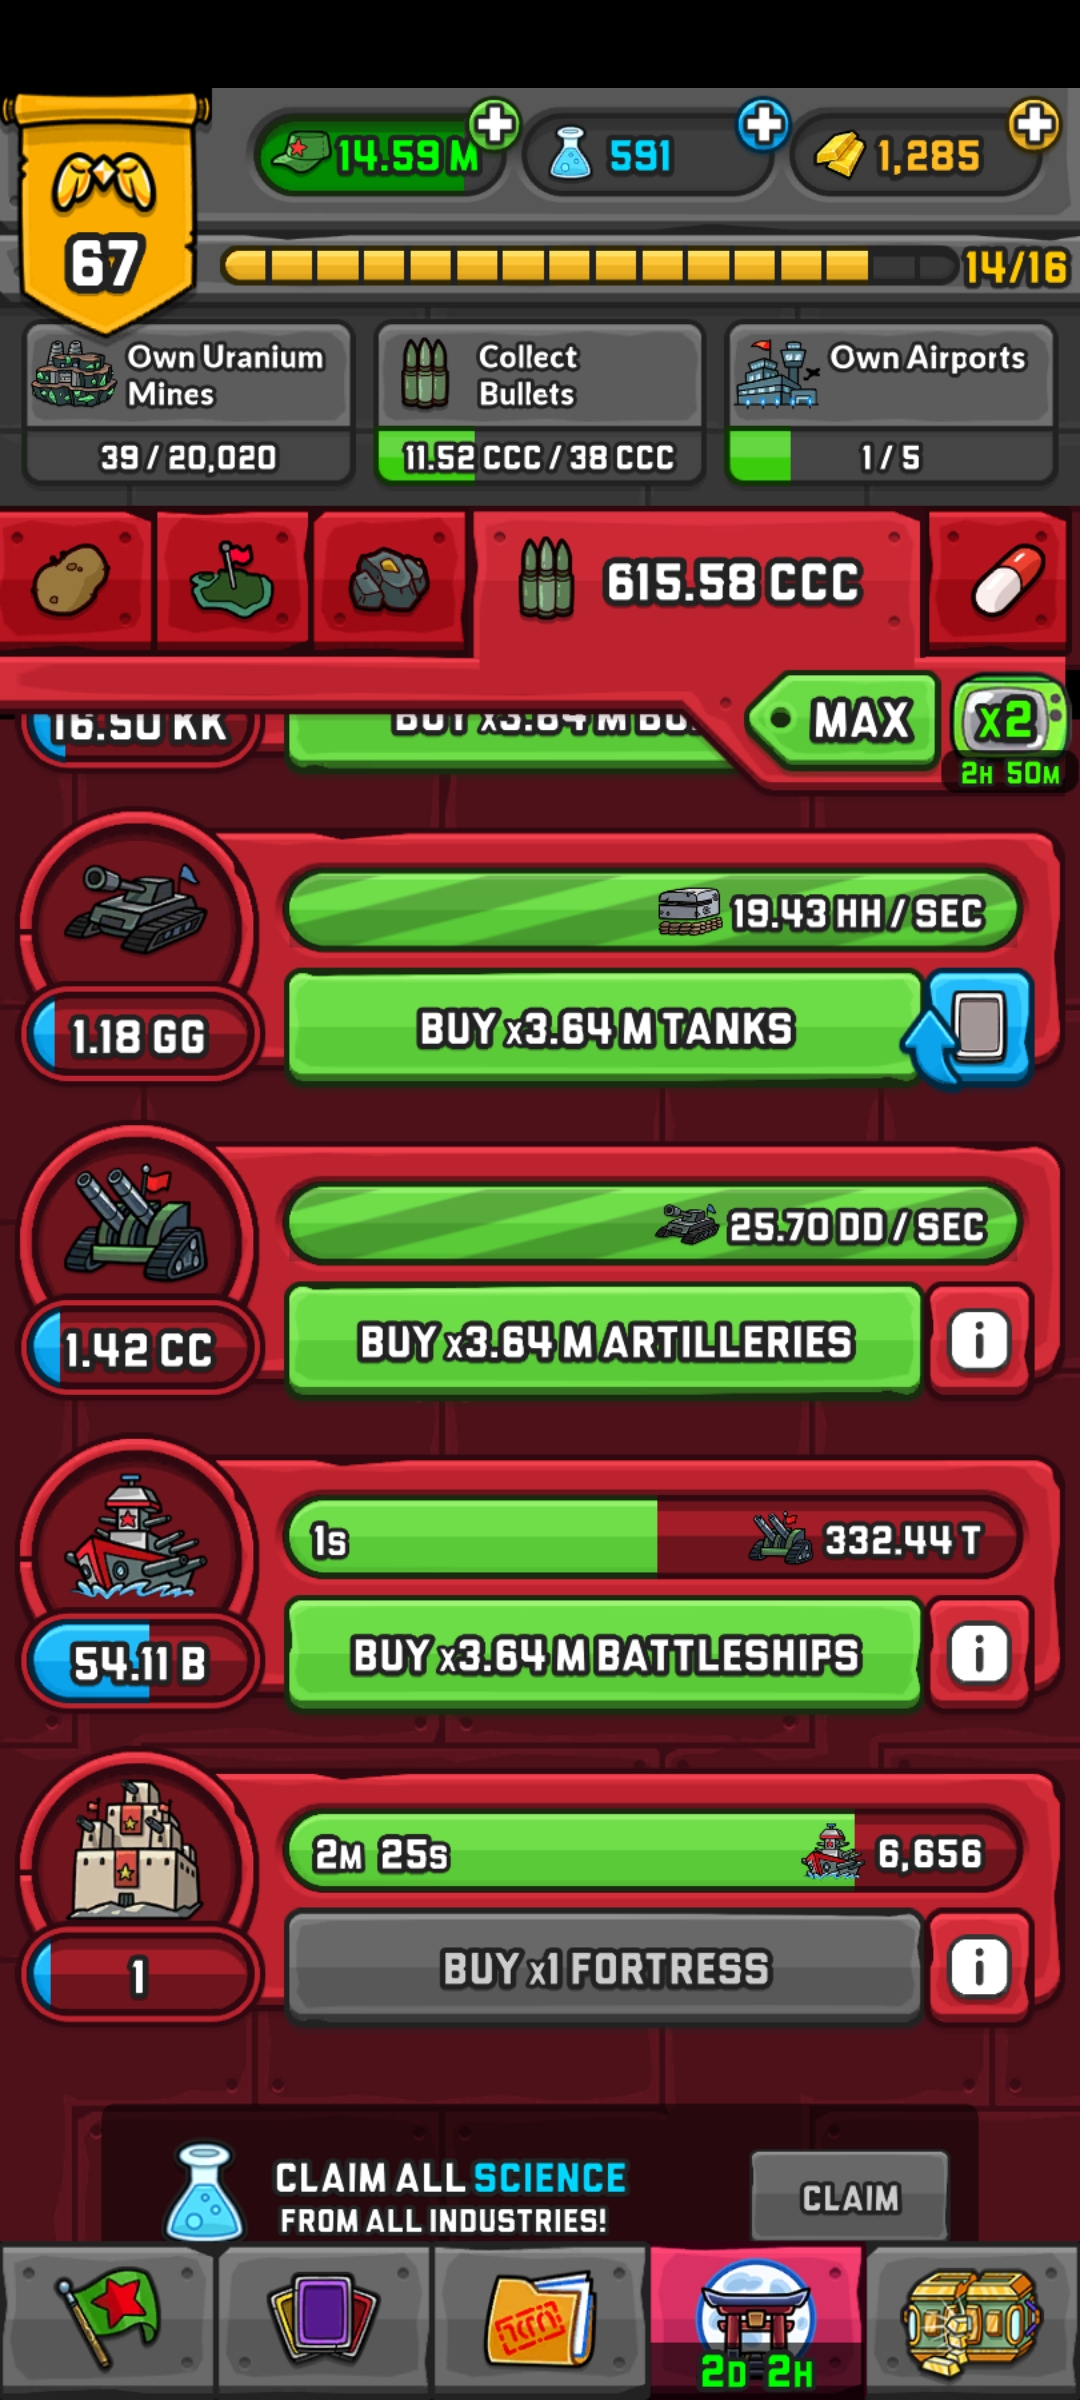 14.59 M
591
1,285
67
14/16
Own Uranium
Mines
39 / 20,020
Collect
Bullets
11.52 CCC / 38 CCC
Own Airports
1 / 5
615.58 CCC
MAX
x2
2H 50M
16.50 KK
BUY x3.64 M
19.43 HH / SEC
BUY x3.64 M TANKS
1.18 GG
25.70 DD / SEC
BUY x3.64 M ARTILLERIES
1.42 CC
1S
332.44 T
BUY x3.64 M BATTLESHIPS
54.11 B
2M 25S
6,656
BUY x1 FORTRESS
1
CLAIM ALL SCIENCE
FROM ALL INDUSTRIES!
CLAIM
2D 2H